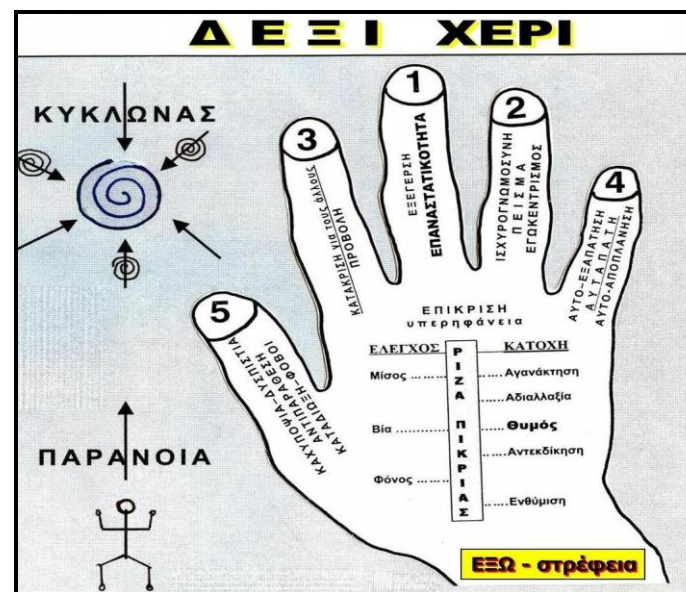 ΔΕΞΙ ΧΕΡΙ
ΚΥΚΛΩΝΑΣ
ΠΑΡΑΝΟΙΑ
5
ΚΑΧΥΠΟΨΙΑ-ΔΥΣΠΙΣΤΙΑ
ΑΝΤΙΠΑΡΑΘΕΣΗ
ΚΑΤΑΔΙΩΞΗ-ΦΟΒΟΙ
3
ΚΑΤΑΚΡΙΣΗ για τους άλλους
ΠΡΟΒΟΛΗ
1
ΕΞΕΓΕΡΣΗ
ΕΠΑΝΑΣΤΑΤΙΚΟΤΗΤΑ
2
ΙΣΧΥΡΟΓΝΩΜΟΣΥΝΗ
ΠΕΙΣΜΑ
ΕΓΩΚΕΝΤΡΙΣΜΟΣ
4
ΑΥΤΟ-ΕΞΑΠΑΤΗΣΗ
ΑΥΤΑΠΑΤΗ
ΑΥΤΟ-ΑΠΟΠΛΑΝΗΣΗ
ΕΠΙΚΡΙΣΗ
υπερηφάνεια
ΕΛΕΓΧΟΣ
Μίσος ........
Βία ............
Φόνος ......
ΡΙΖΑ ΠΙΚΡΙΑΣ
ΚΑΤΟΧΗ
..... Αγανάκτηση
..... Αδιαλλαξία
Θυμός
..... Αντεκδίκηση
..... Ενθύμιση
ΕΞΩ - στρέφεια